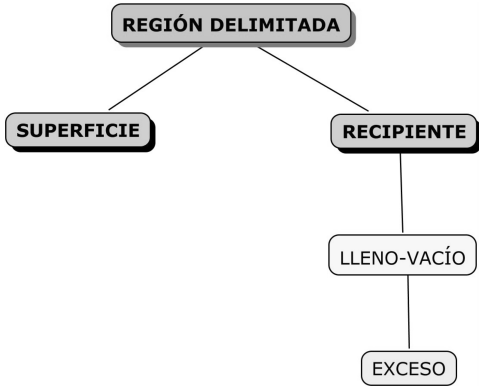 REGIÓN DELIMITADA
SUPERFICIE
RECIPIENTE
LLENO-VACÍO
EXCESO